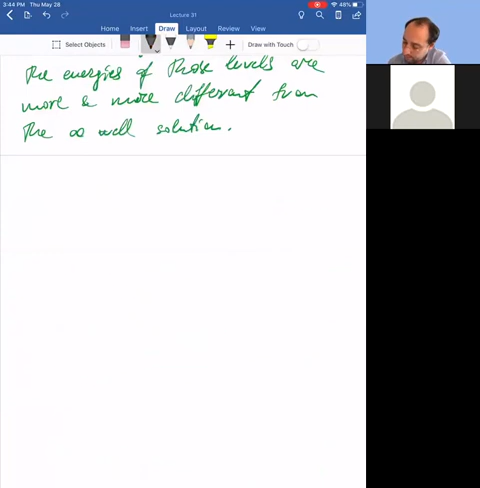 3:44 PM Thu May 28
48%
Lecture 31
Home Insert Draw Layout Review View
Select Objects
Draw with Touch
The energies of those levels are
more & more different from
the ∞ well solution.